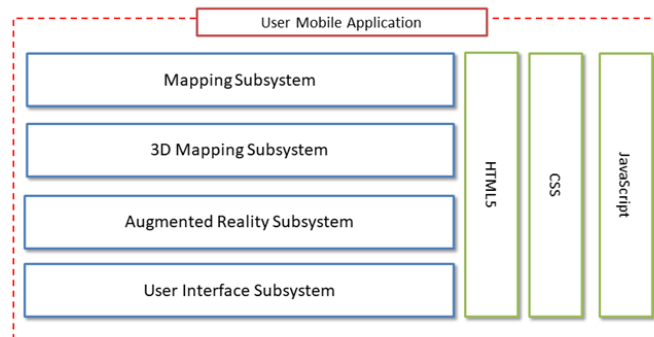 User Mobile Application
Mapping Subsystem
3D Mapping Subsystem
Augmented Reality Subsystem
User Interface Subsystem
HTML5
CSS
JavaScript